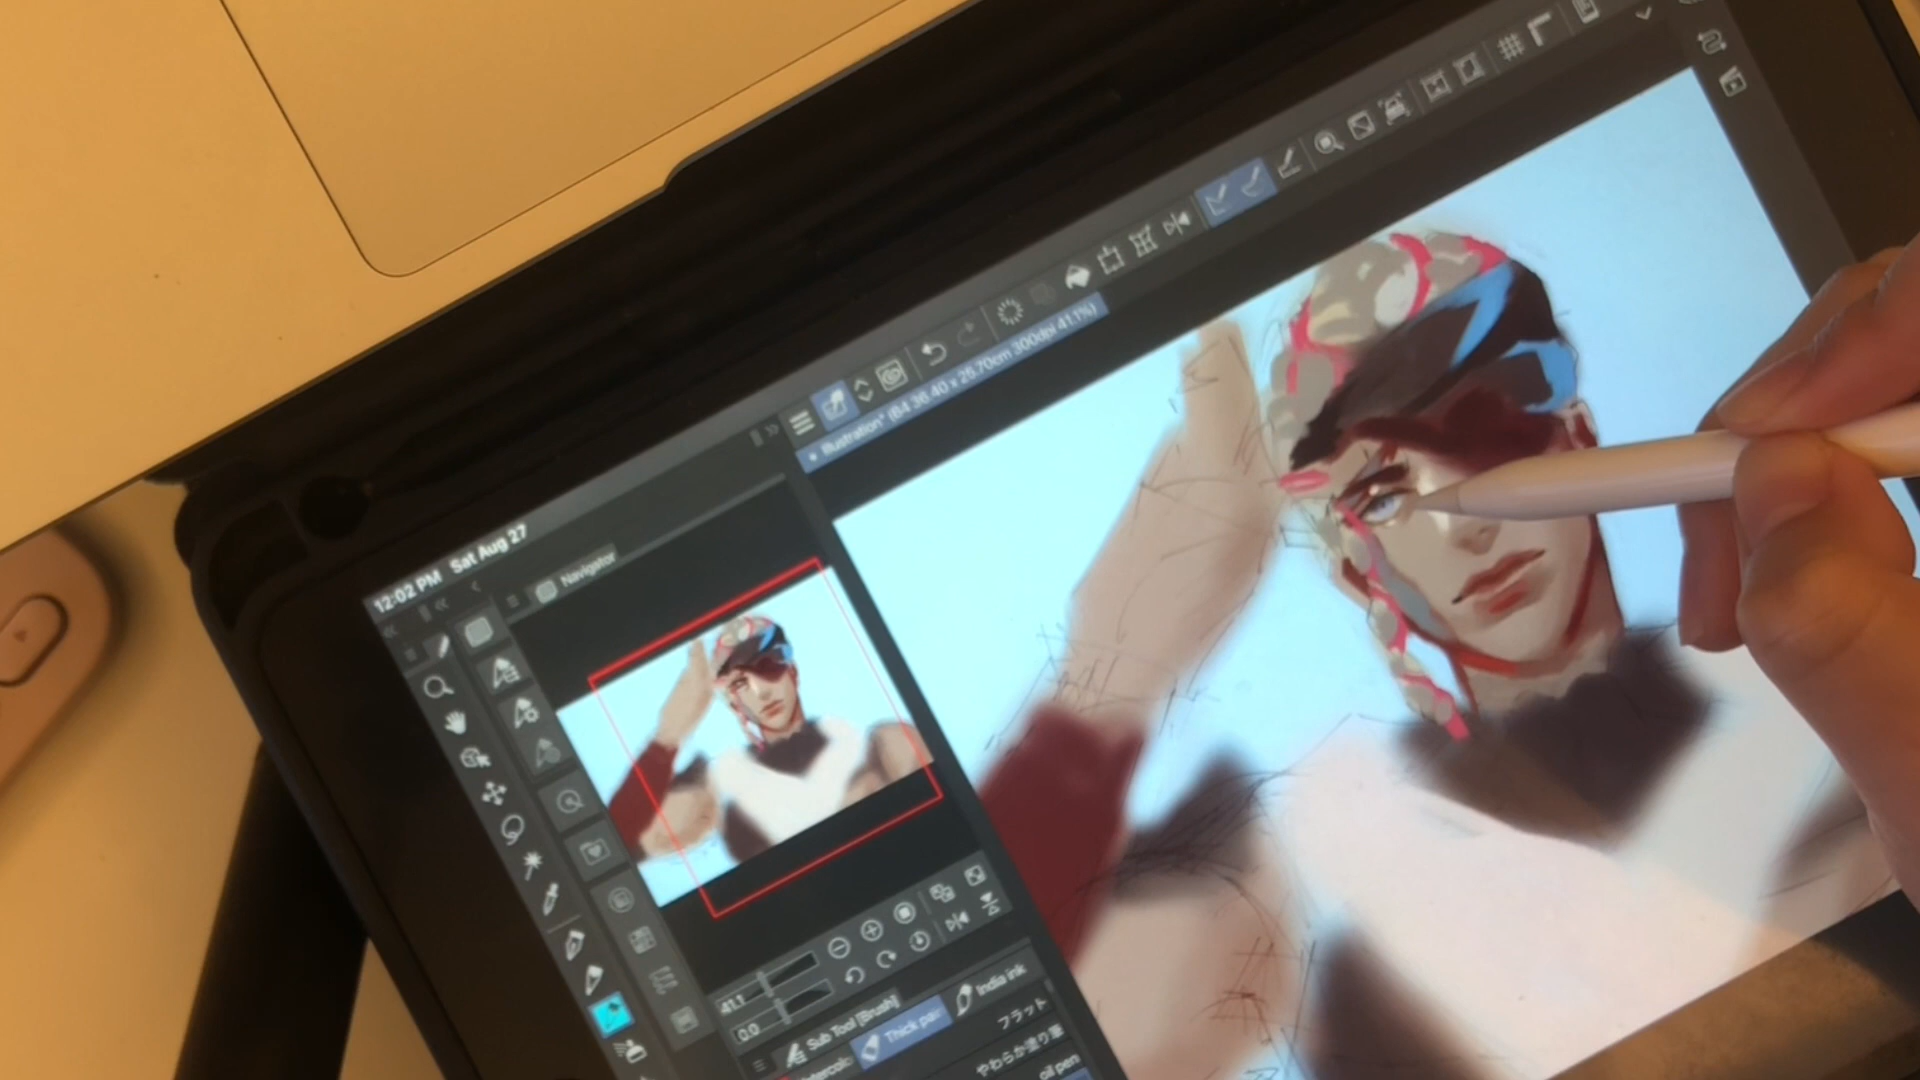 12:02 PM Sat Aug 27
Navigator
Illustration* (64 36.40 x 25.70cm 300dpi 41.1%)
41.1
0.0
Sub Tool [Brush]
Thick pa
India ink
フラット
やわらか塗り筆
oil pen